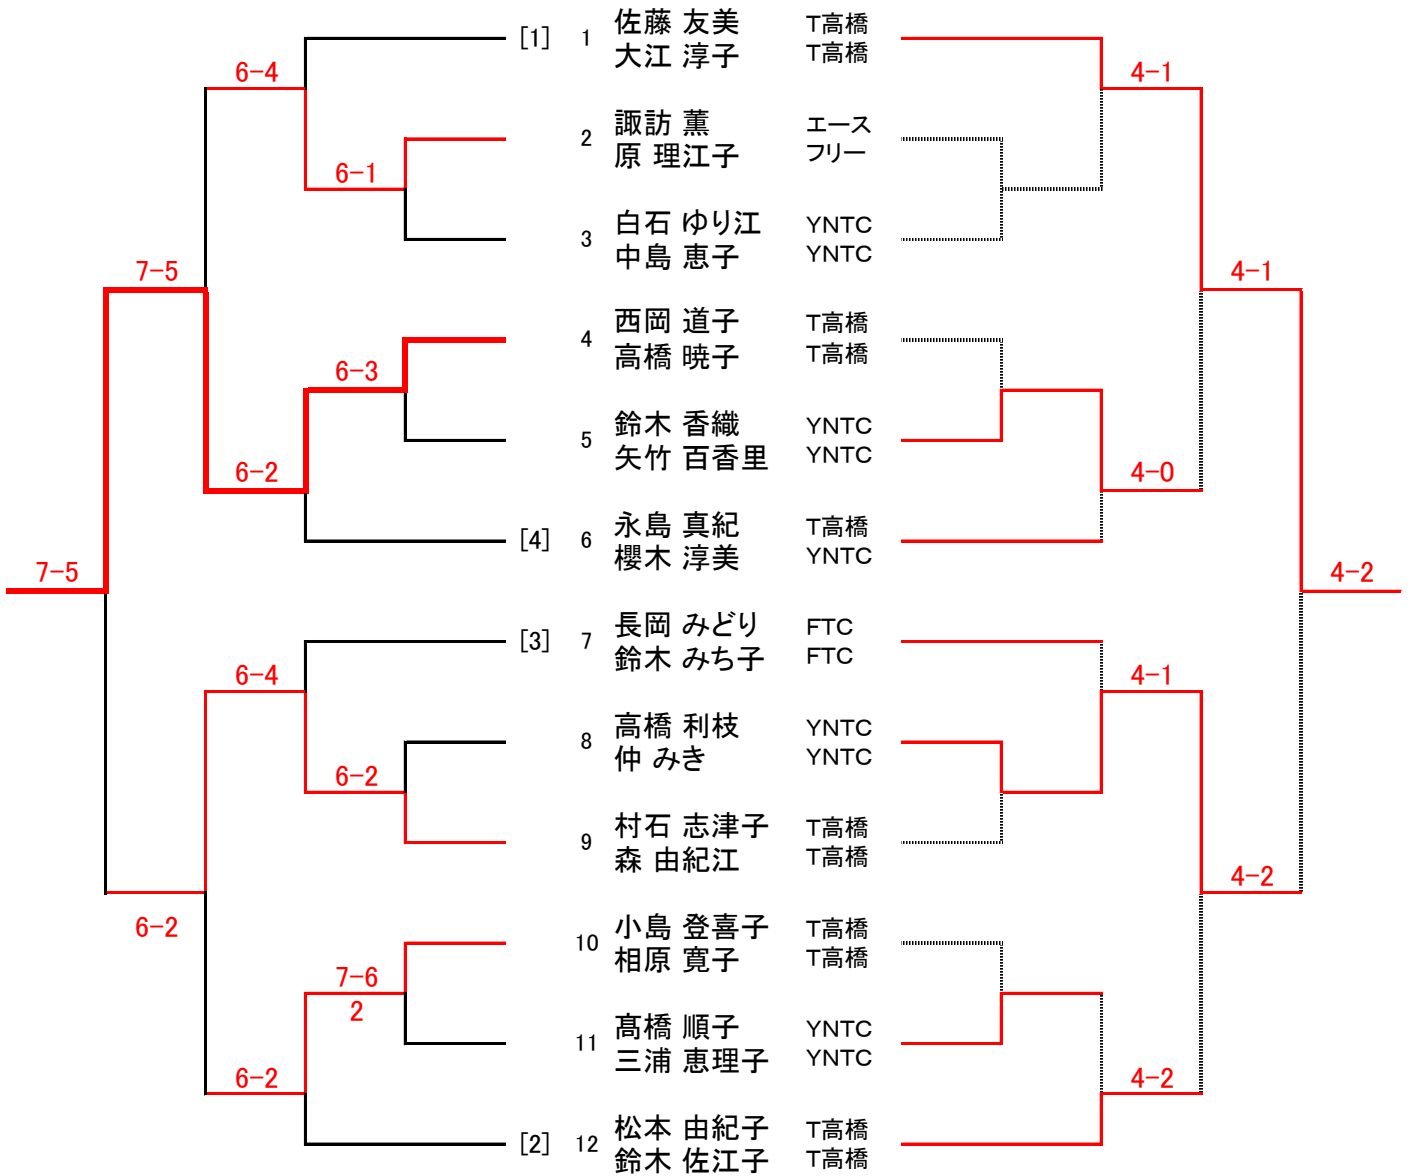 [1] 1 佐藤 友美 T高橋
大江 淳子 T高橋
6-4
4-1
2 諏訪 薫 エース
原 理江子 フリー
6-1
3 白石 ゆり江 YNTC
中島 恵子 YNTC
7-5
4-1
4 西岡 道子 T高橋
高橋 暁子 T高橋
6-3
5 鈴木 香織 YNTC
矢竹 百香里 YNTC
6-2
4-0
[4] 6 永島 真紀 T高橋
櫻木 淳美 YNTC
7-5
4-2
[3] 7 長岡 みどり FTC
鈴木 みち子 FTC
6-4
4-1
8 高橋 利枝 YNTC
仲 みき YNTC
6-2
9 村石 志津子 T高橋
森 由紀江 T高橋
4-2
6-2
10 小島 登喜子 T高橋
相原 寛子 T高橋
7-6
2
11 髙橋 順子 YNTC
三浦 恵理子 YNTC
6-2
4-2
[2] 12 松本 由紀子 T高橋
鈴木 佐江子 T高橋